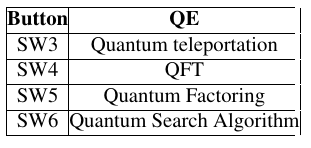 Button QE
SW3 Quantum teleportation
SW4 QFT
SW5 Quantum Factoring
SW6 Quantum Search Algorithm